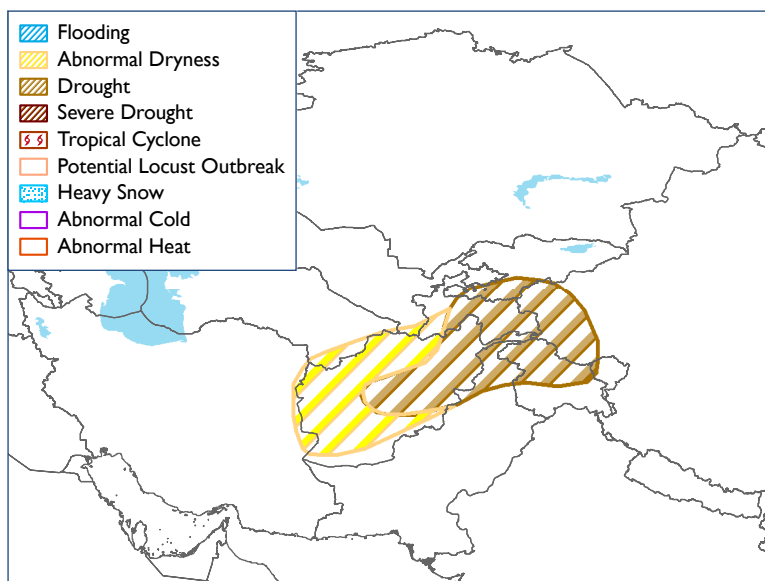 Flooding
Abnormal Dryness
Drought
Severe Drought
Tropical Cyclone
Potential Locust Outbreak
Heavy Snow
Abnormal Cold
Abnormal Heat